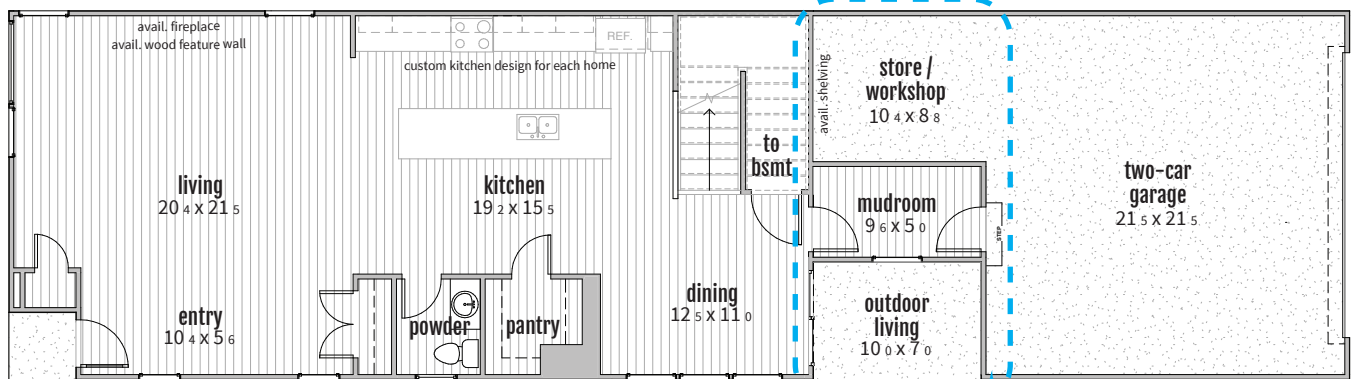 avail. fireplace
avail. wood feature wall
living
20 4 x 21 5
entry
10 4 x 5 6
REF.
custom kitchen design for each home
kitchen
19 2 x 15 5
powder
pantry
to
bsmt
dining
12 5 x 11 0
avail. shelving
store /
workshop
10 4 x 8 8
mudroom
9 6 x 5 0
STEP
outdoor
living
10 0 x 7 0
two-car
garage
21 5 x 21 5